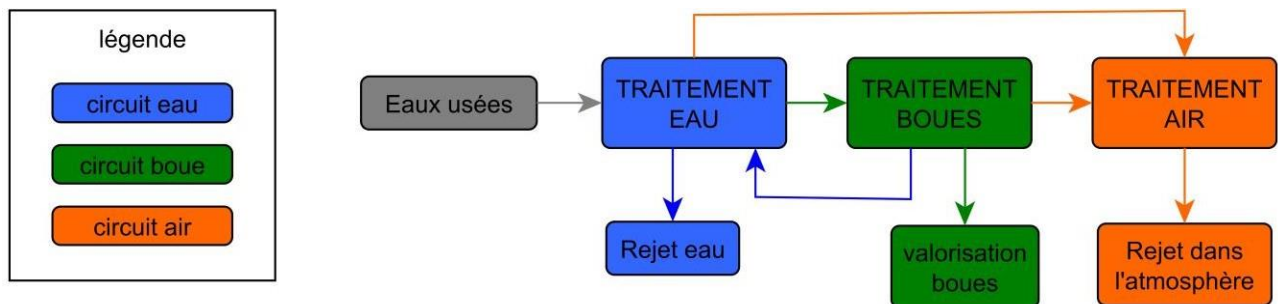 légende
circuit eau
circuit boue
circuit air
Eaux usées
TRAITEMENT
EAU
TRAITEMENT
BOUES
TRAITEMENT
AIR
Rejet eau
valorisation
boues
Rejet dans
l'atmosphère